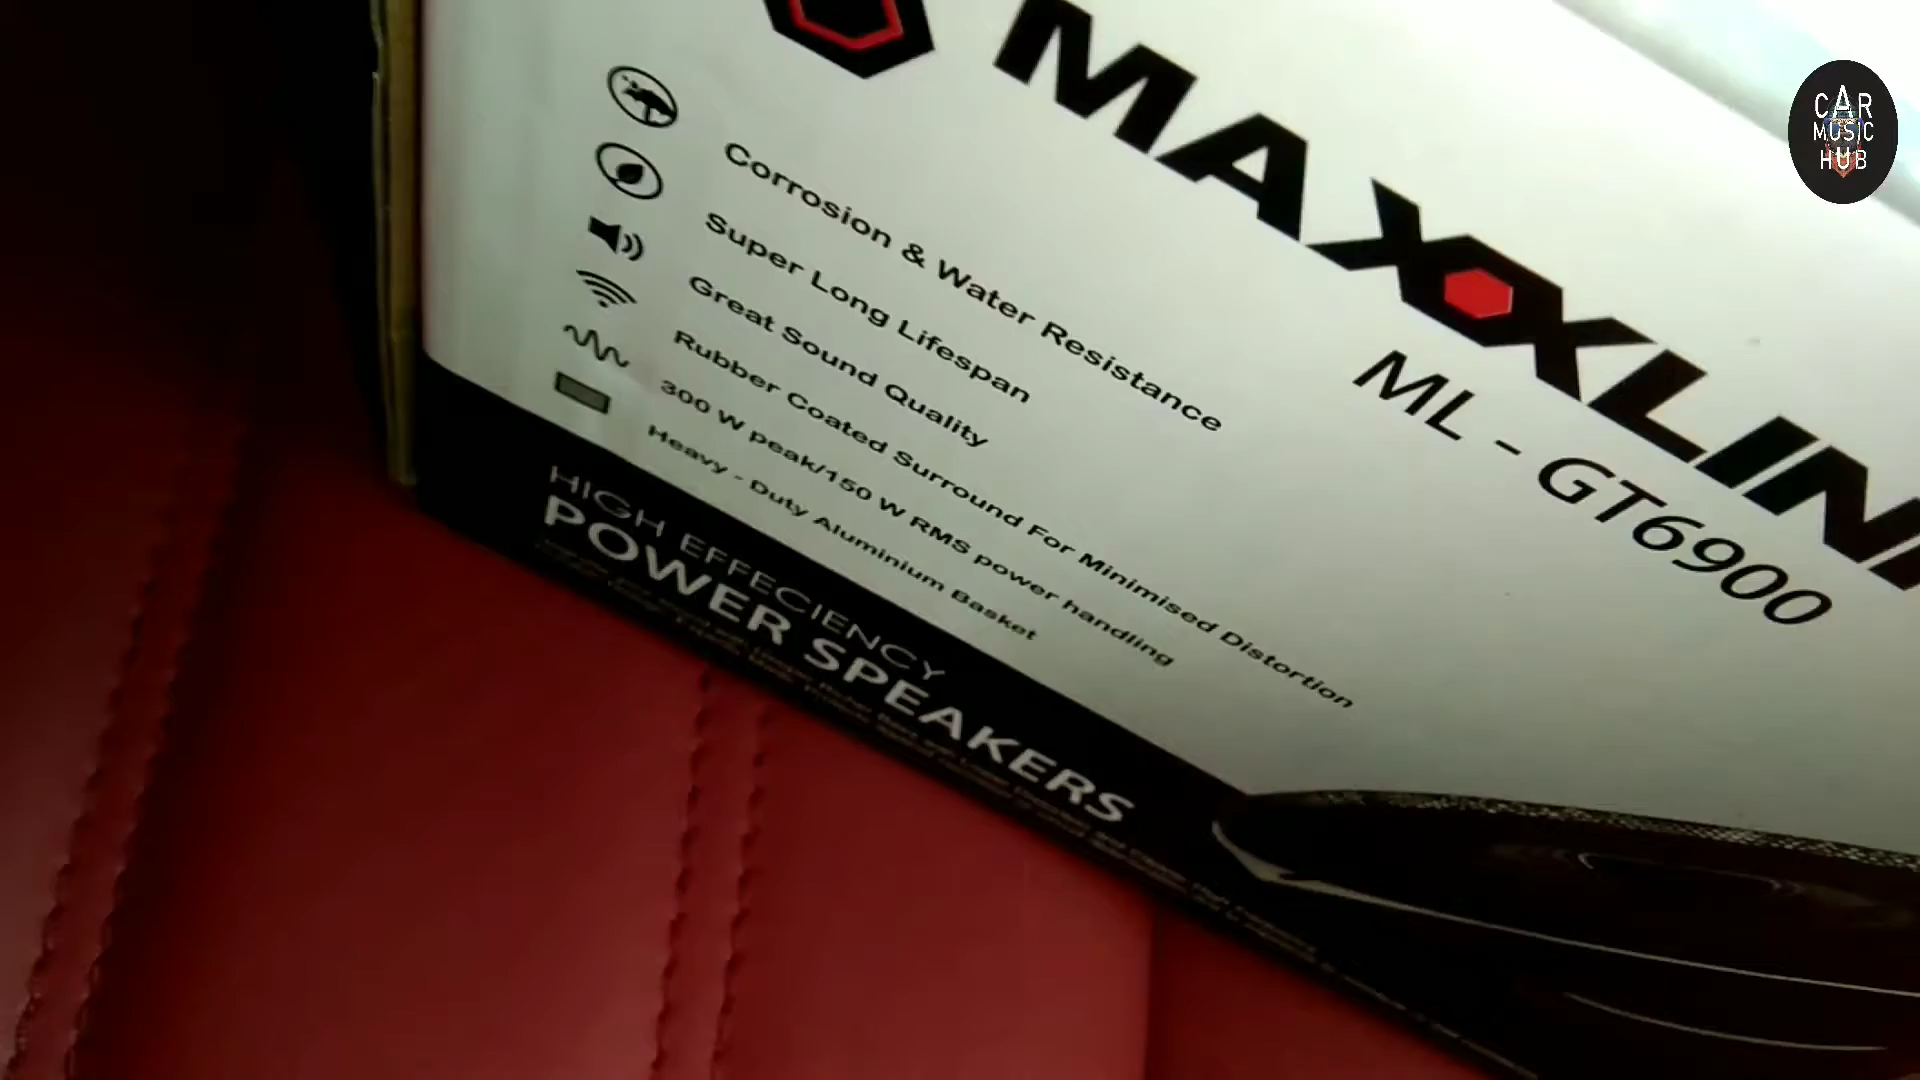 MAXXLIN
ML - GT6900
Corrosion & Water Resistance
Super Long Lifespan
Great Sound Quality
Rubber Coated Surround For Minimised Distortion
300 W peak/150 W RMS power handling
Heavy - Duty Aluminium Basket
HIGH EFFECIENCY
POWER SPEAKERS
CAR
MUSIC
HUB